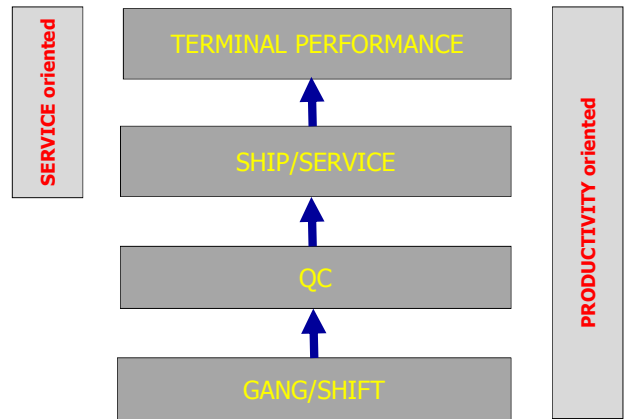 SERVICE oriented
TERMINAL PERFORMANCE
SHIP/SERVICE
QC
GANG/SHIFT
PRODUCTIVITY oriented